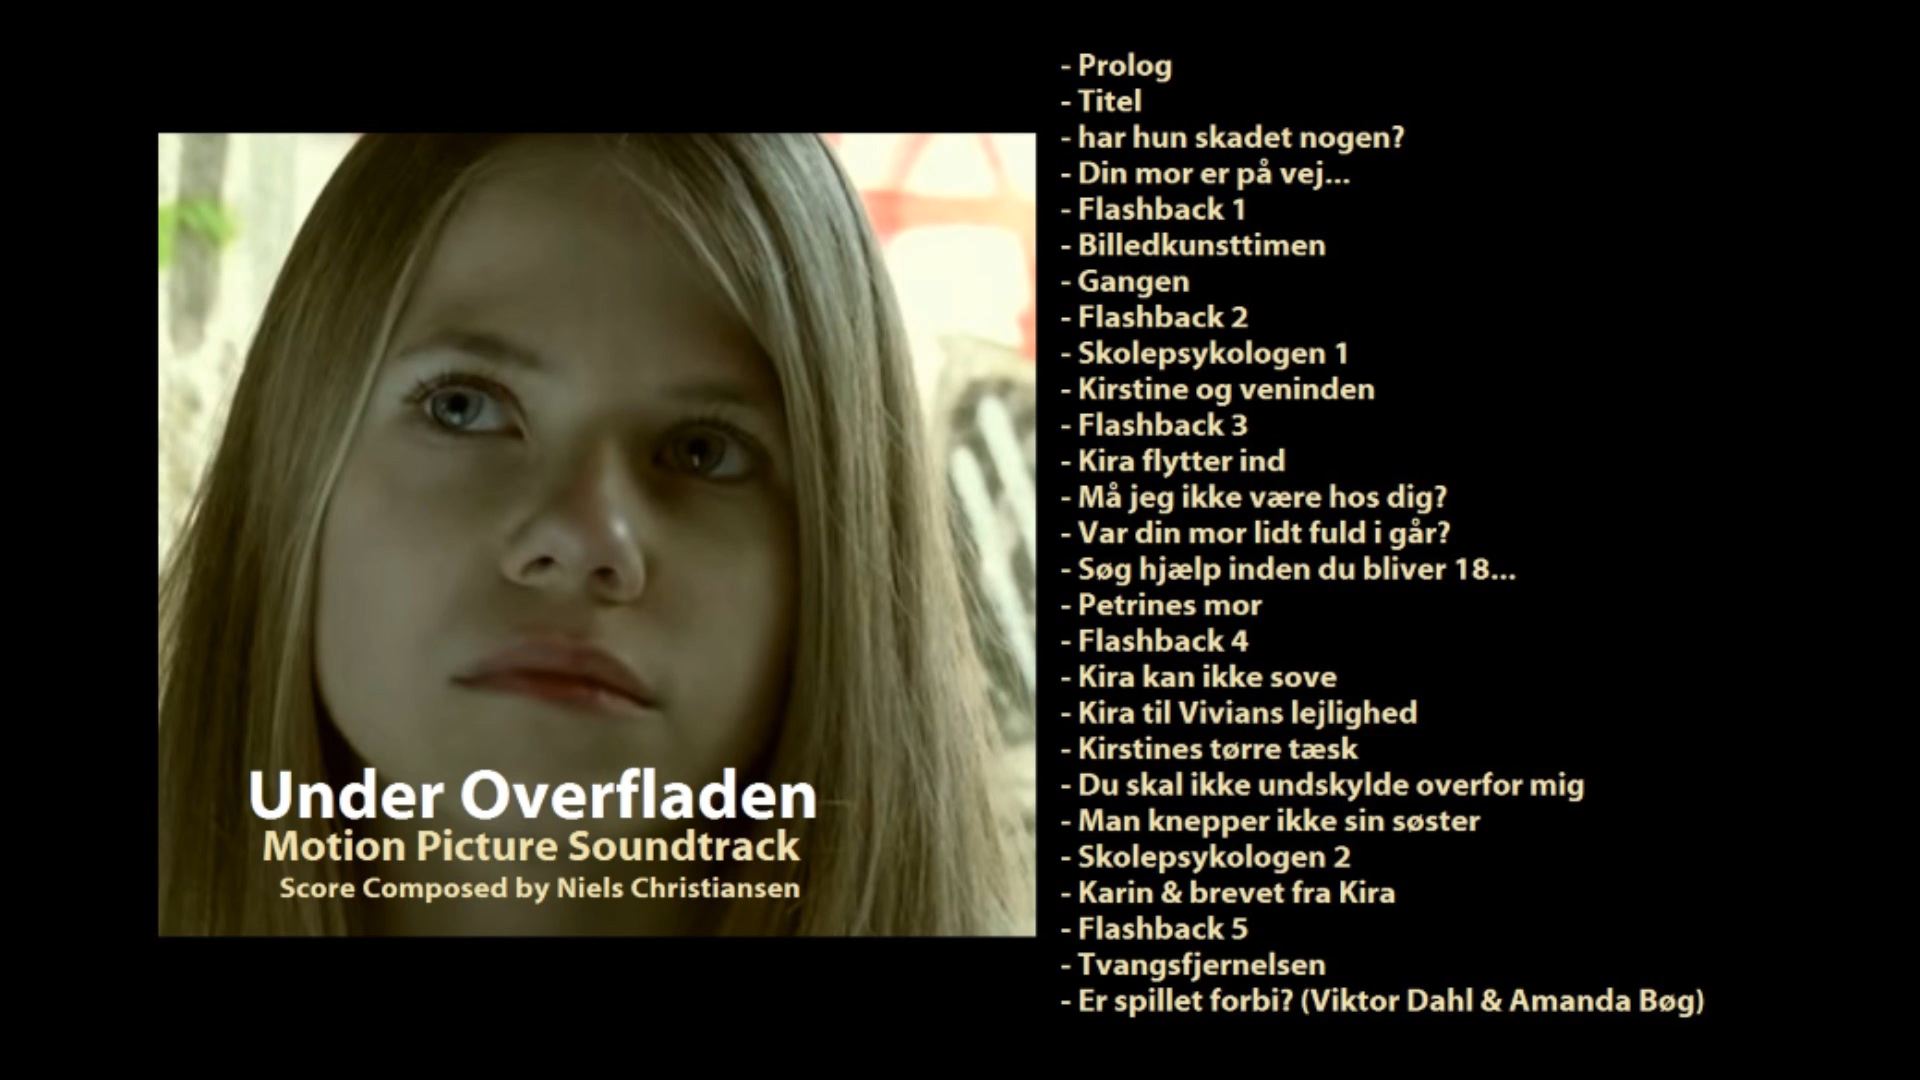 Under Overfladen
Motion Picture Soundtrack
Score Composed by Niels Christiansen
- Prolog
- Titel
- har hun skadet nogen?
- Din mor er på vej...
- Flashback 1
- Billedkunsttimen
- Gangen
- Flashback 2
- Skolepsykologen 1
- Kirstine og veninden
- Flashback 3
- Kira flytter ind
- Må jeg ikke være hos dig?
- Var din mor lidt fuld i går?
- Søg hjælp inden du bliver 18...
- Petrines mor
- Flashback 4
- Kira kan ikke sove
- Kira til Vivians lejlighed
- Kirstines tørre tæsk
- Du skal ikke undskylde overfor mig
- Man knepper ikke sin søster
- Skolepsykologen 2
- Karin & brevet fra Kira
- Flashback 5
- Tvangsfjernelsen
- Er spillet forbi? (Viktor Dahl & Amanda Bøg)